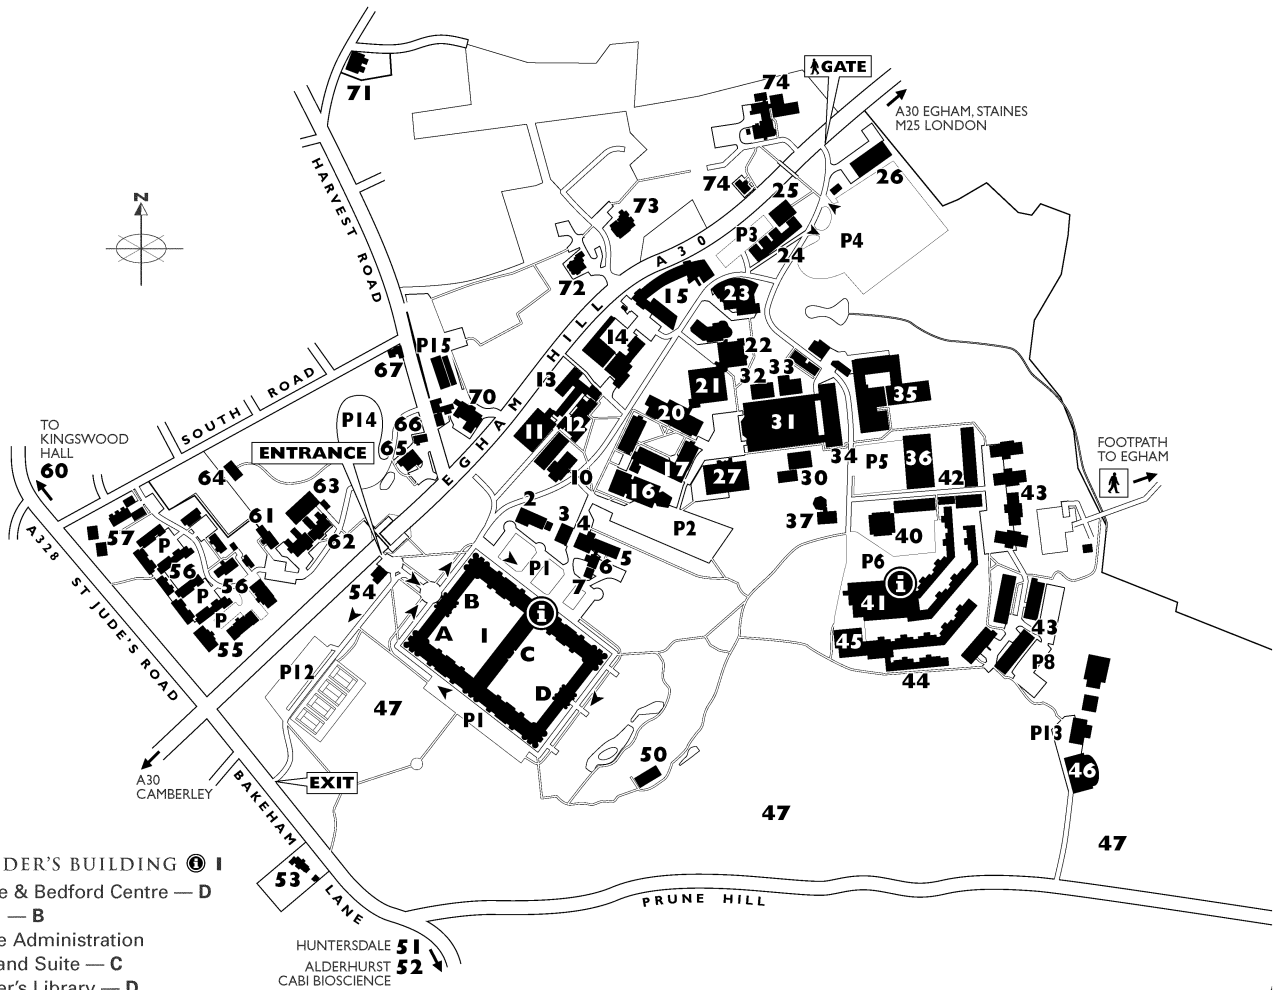 GATE
74
71
A30 EGHAM, STAINES
M25 LONDON
26
N
HARVEST ROAD
74
25
73
P3
P4
24
A30
72
15
23
EGHAM HILL
14
22
P15
67
13
32
33
21
35
SOUTH ROAD
70
20
31
P14
66
12
11
TO
KINGSWOOD
HALL
60
ENTRANCE
65
34
P5
36
FOOTPATH
TO EGHAM
64
10
17
27
30
42
16
43
63
2
3
4
P2
37
40
61
62
5
57
P
56
P1
6
P6
A328
ST JUDE'S ROAD
56
54
7
P
B
41
P
A
1
C
43
55
45
P8
P12
D
44
47
P1
P13
50
46
A30
CAMBERLEY
EXIT
BAKEHAM LANE
47
47
53
DER'S BUILDING i 1
e & Bedford Centre — D
— B
e Administration
and Suite — C
er's Library — D
PRUNE HILL
HUNTERSDALE 51
ALDERHURST 52
CABI BIOSCIENCE